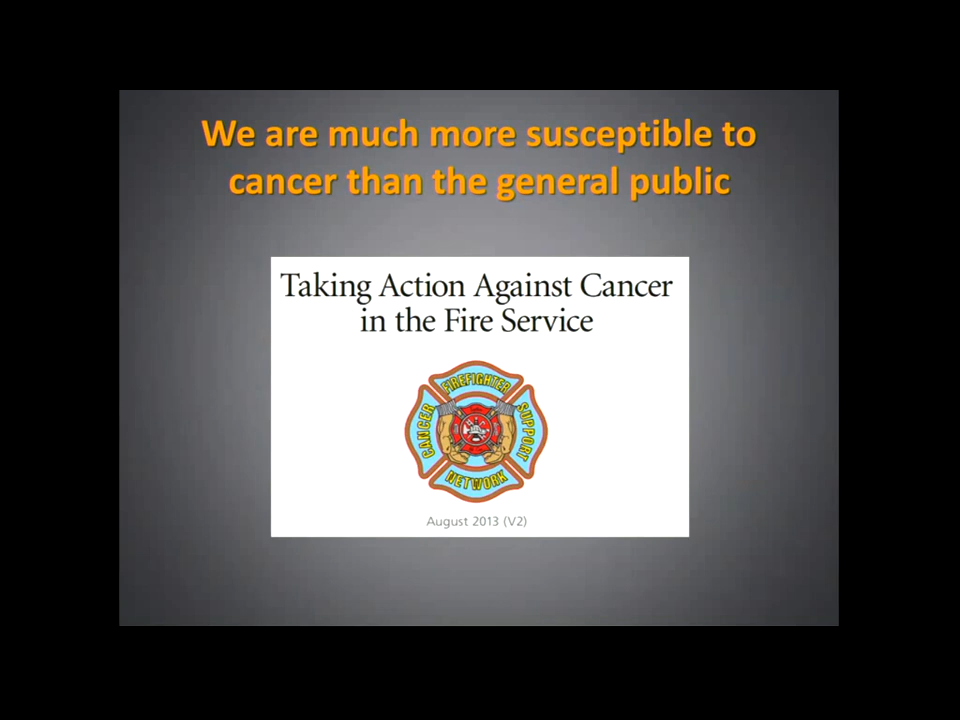 We are much more susceptible to
cancer than the general public
Taking Action Against Cancer
in the Fire Service
FIREFIGHTER
CANCER
SUPPORT
NETWORK
August 2013 (V2)